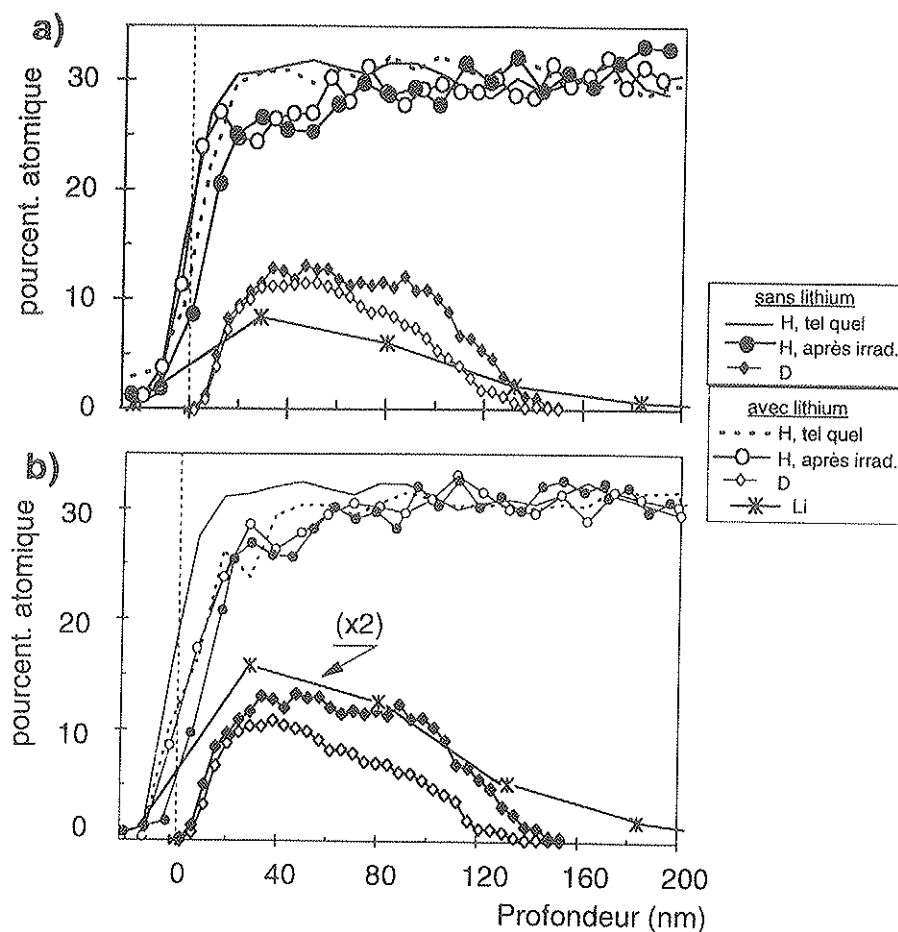 a)
30
20
10
0
pourcent. atomique
sans lithium
H, tel quel
H, après irrad.
D
avec lithium
H, tel quel
H, après irrad.
D
Li
b)
30
20
10
0
pourcent. atomique
(x2)
0
40
80
120
160
200
Profondeur (nm)